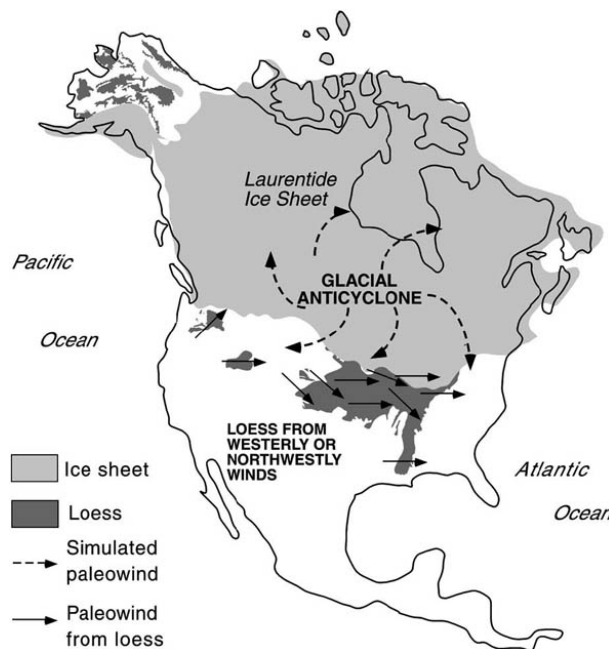 Laurentide
Ice Sheet
Pacific
Ocean
GLACIAL
ANTICYCLONE
LOESS FROM
WESTERLY OR
NORTHWESTLY
WINDS
Atlantic
Ocean
Ice sheet
Loess
Simulated
paleowind
Paleowind
from loess